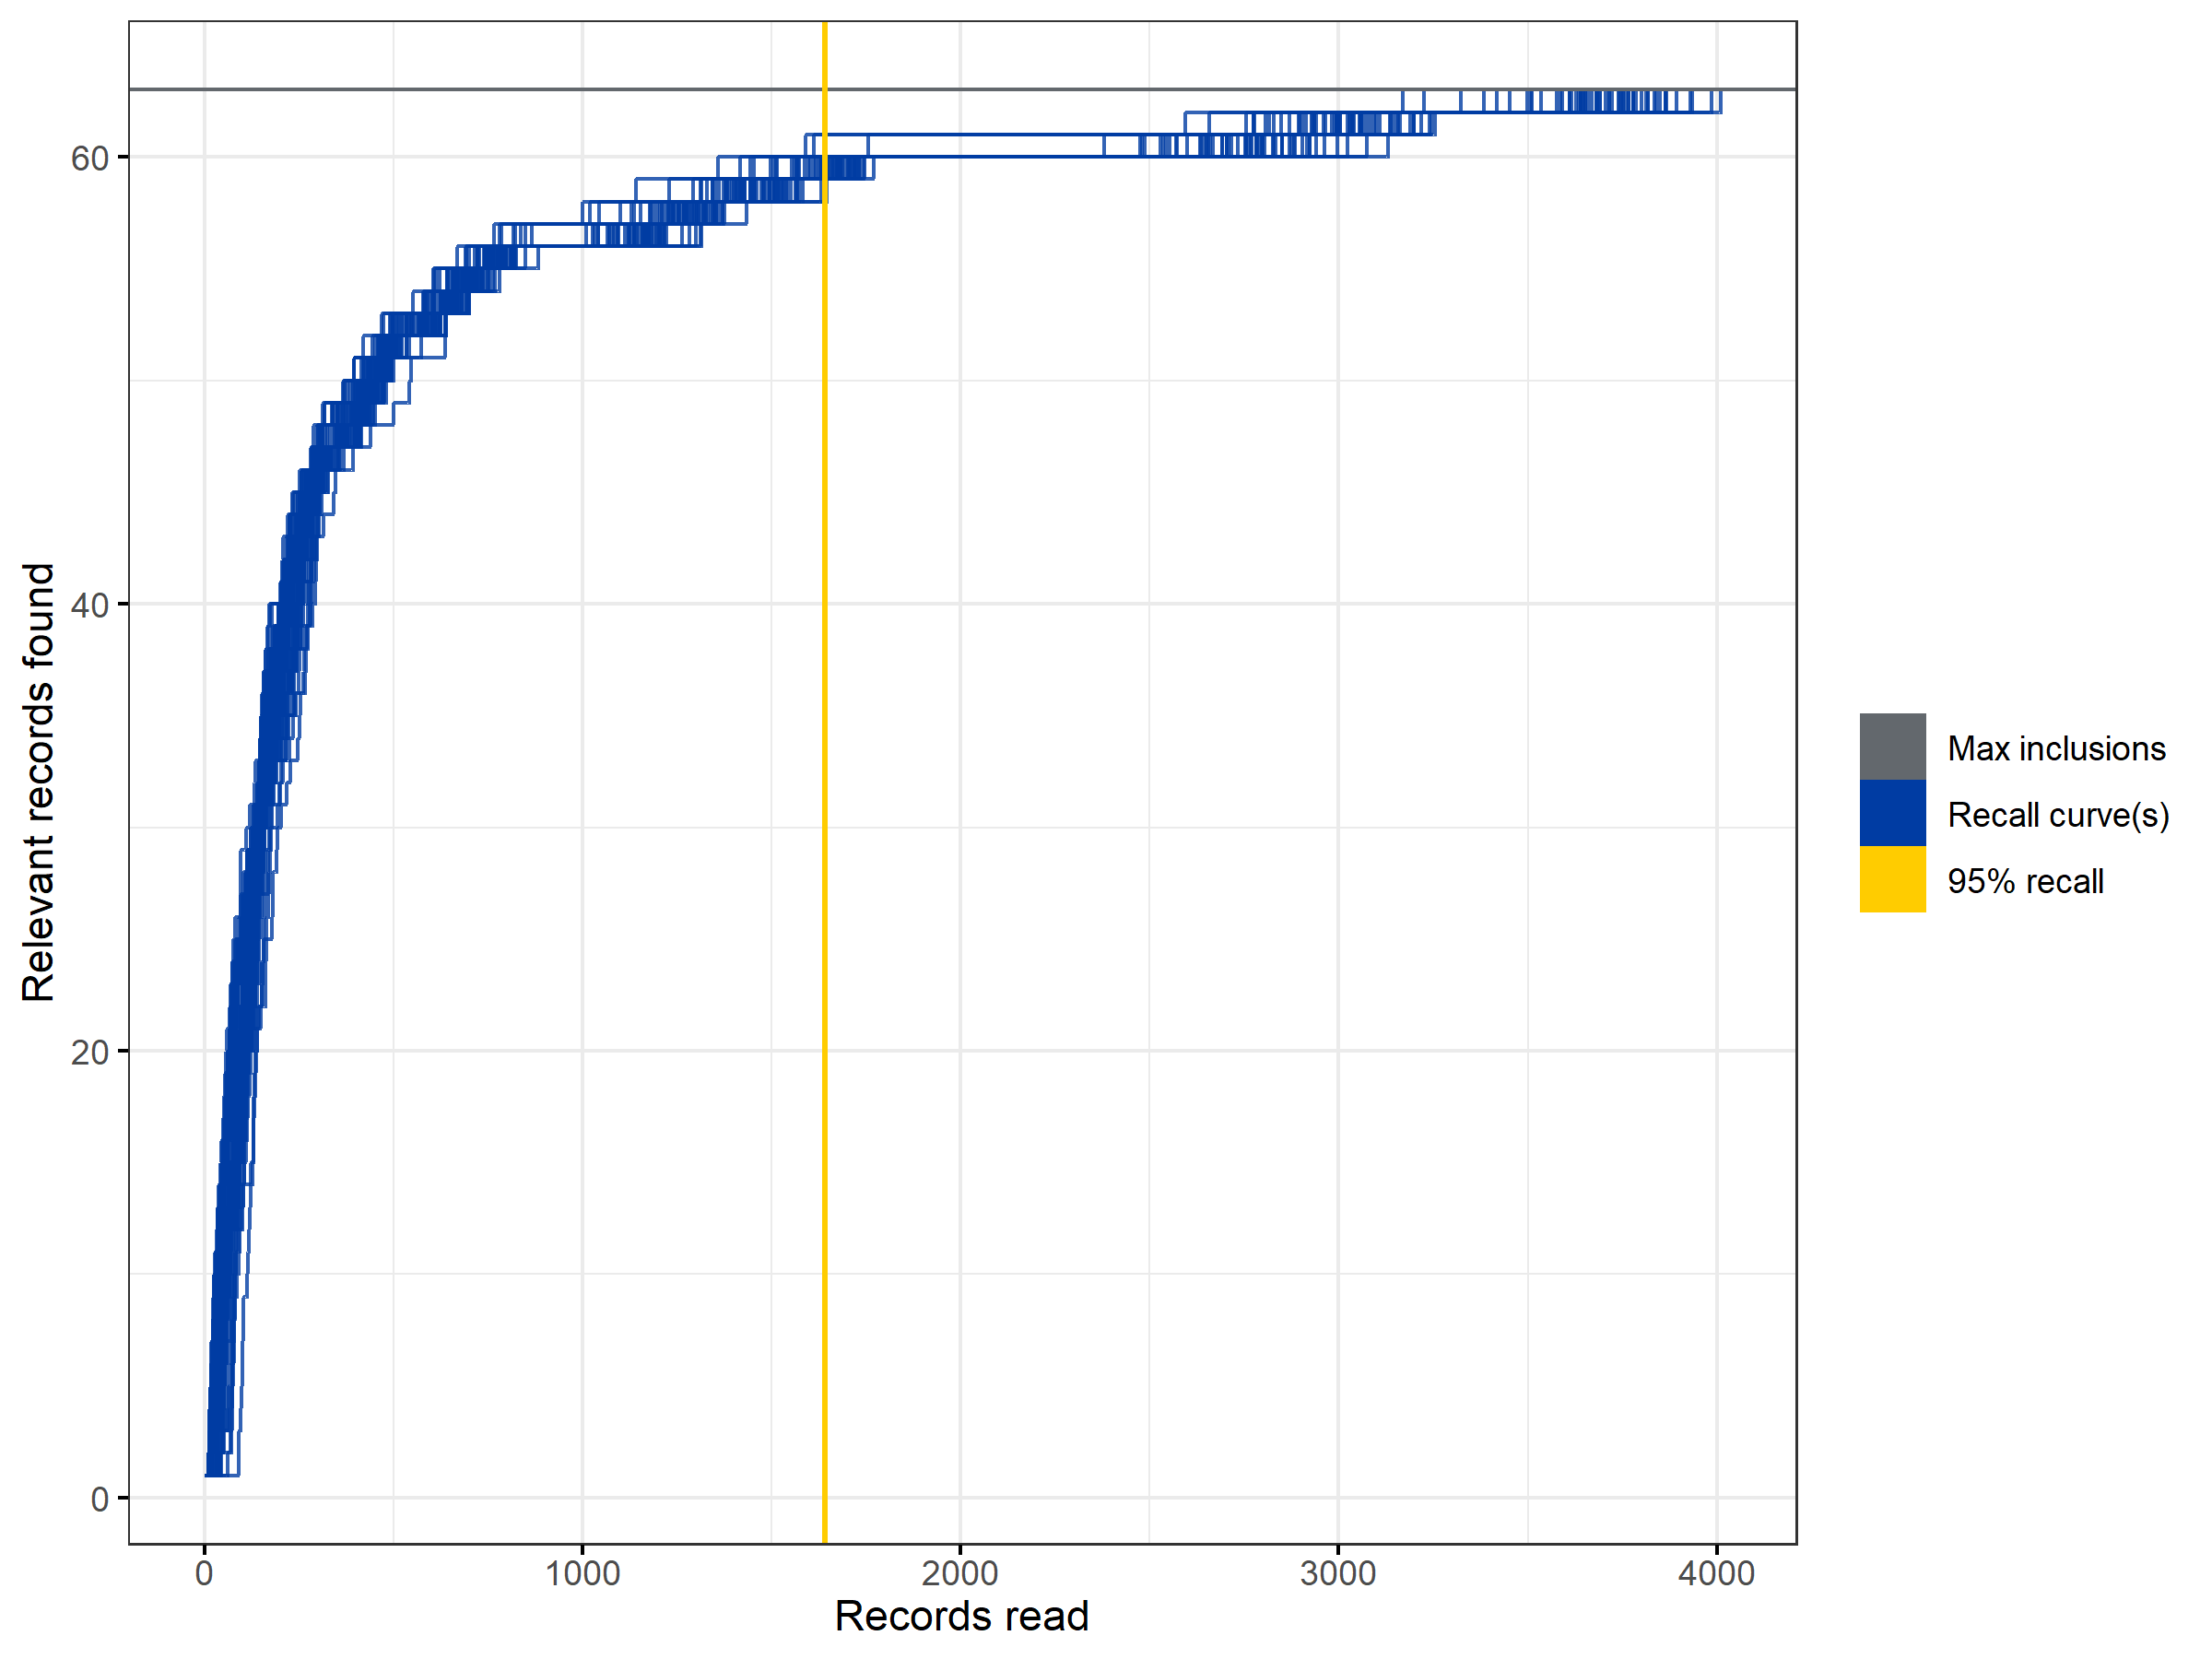 60
40
20
0
Relevant records found
0 1000 2000 3000 4000
Records read
Max inclusions
Recall curve(s)
95% recall